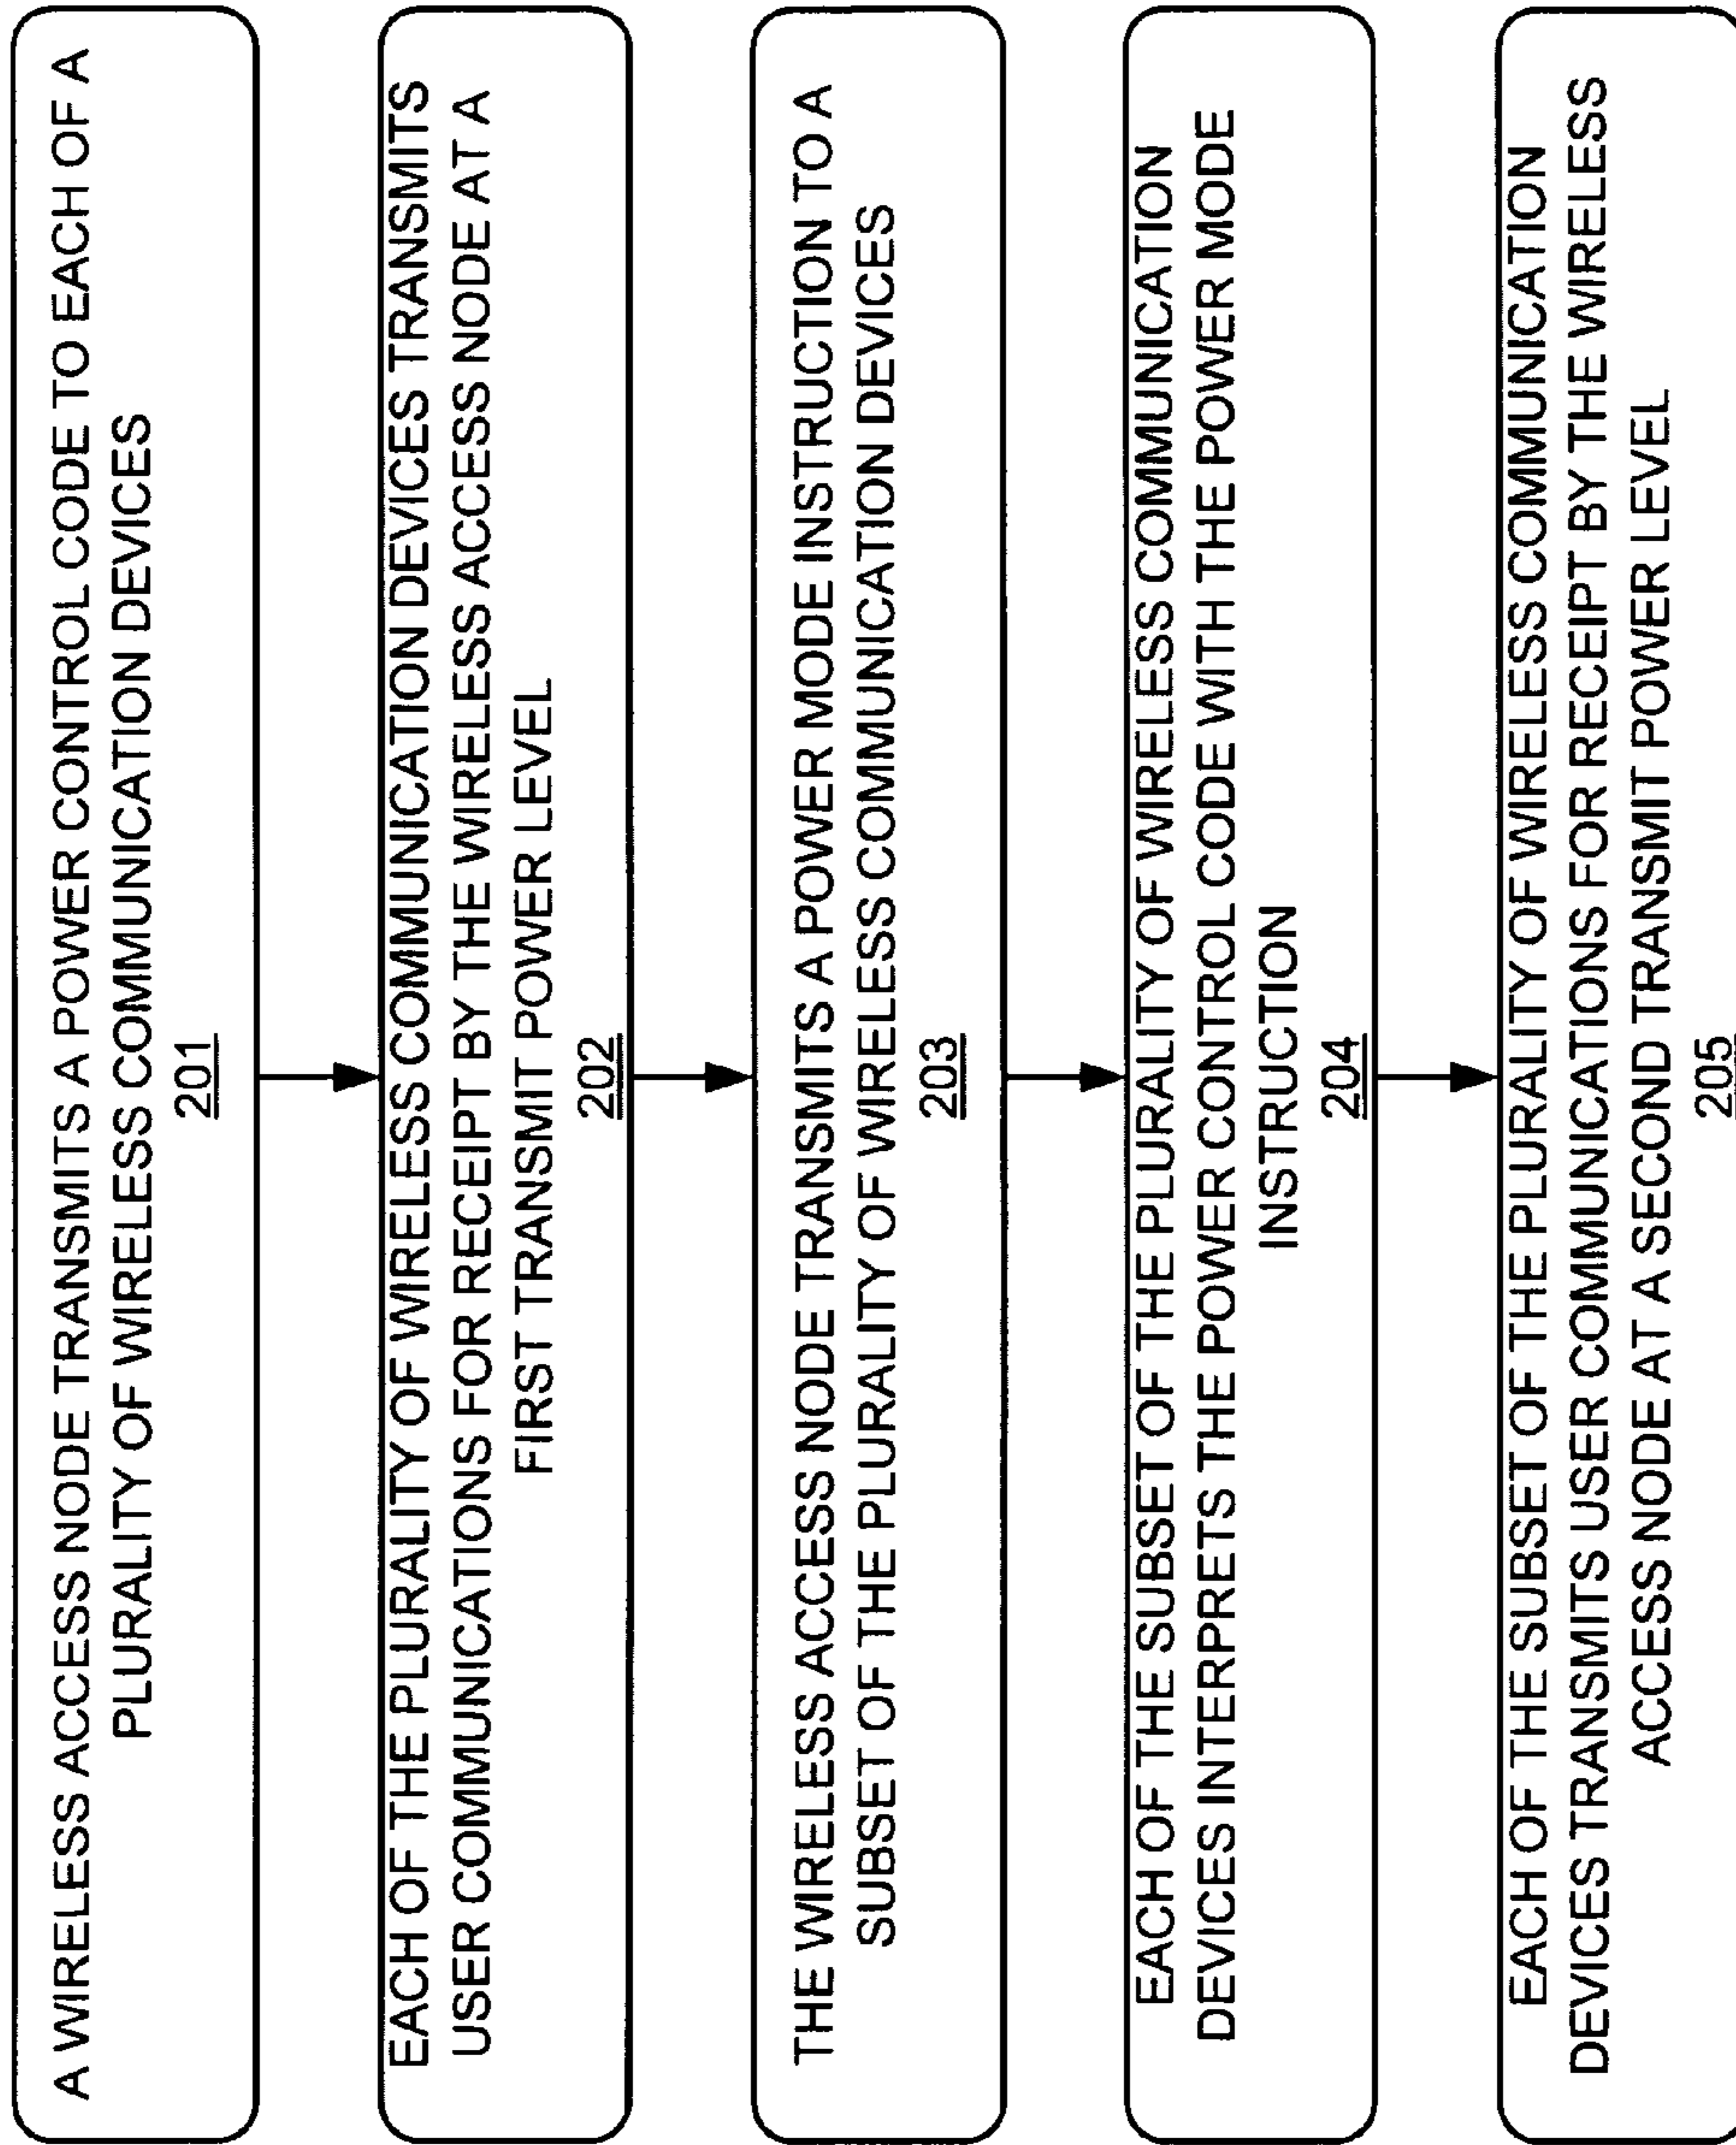 A WIRELESS ACCESS NODE TRANSMITS A POWER CONTROL CODE TO EACH OF A
PLURALITY OF WIRELESS COMMUNICATION DEVICES
201
EACH OF THE PLURALITY OF WIRELESS COMMUNICATION DEVICES TRANSMITS
USER COMMUNICATIONS FOR RECEIPT BY THE WIRELESS ACCESS NODE AT A
FIRST TRANSMIT POWER LEVEL
202
THE WIRELESS ACCESS NODE TRANSMITS A POWER MODE INSTRUCTION TO A
SUBSET OF THE PLURALITY OF WIRELESS COMMUNICATION DEVICES
203
EACH OF THE SUBSET OF THE PLURALITY OF WIRELESS COMMUNICATION
DEVICES INTERPRETS THE POWER CONTROL CODE WITH THE POWER MODE
INSTRUCTION
204
EACH OF THE SUBSET OF THE PLURALITY OF WIRELESS COMMUNICATION
DEVICES TRANSMITS USER COMMUNICATIONS FOR RECEIPT BY THE WIRELESS
ACCESS NODE AT A SECOND TRANSMIT POWER LEVEL
205